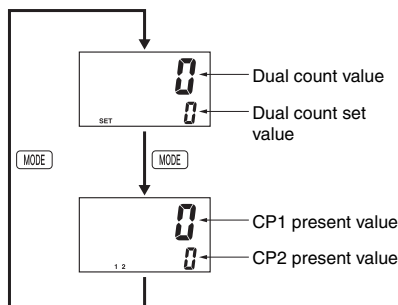 0
Dual count value
0
Dual count set
value
SET
MODE
MODE
0
CP1 present value
0
CP2 present value
1 2